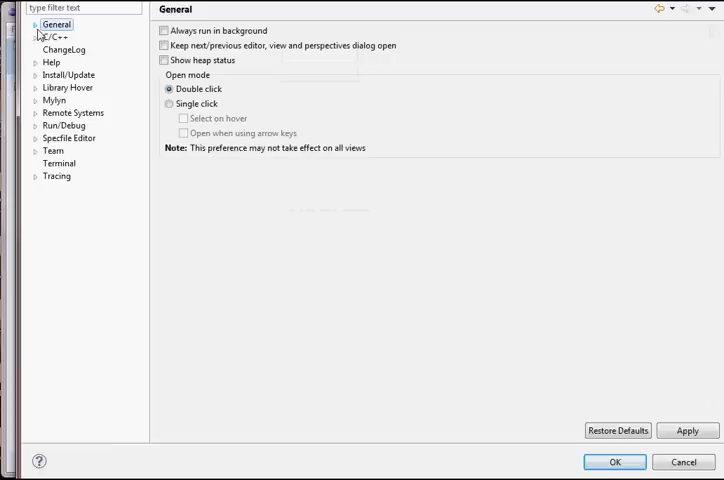 type filter text
General
C/C++
ChangeLog
Help
Install/Update
Library Hover
Mylyn
Remote Systems
Run/Debug
Specfile Editor
Team
Terminal
Tracing
General
Always run in background
Keep next/previous editor, view and perspectives dialog open
Show heap status
Open mode
Double click
Single click
Select on hover
Open when using arrow keys
Note: This preference may not take effect on all views
Restore Defaults
Apply
?
OK
Cancel